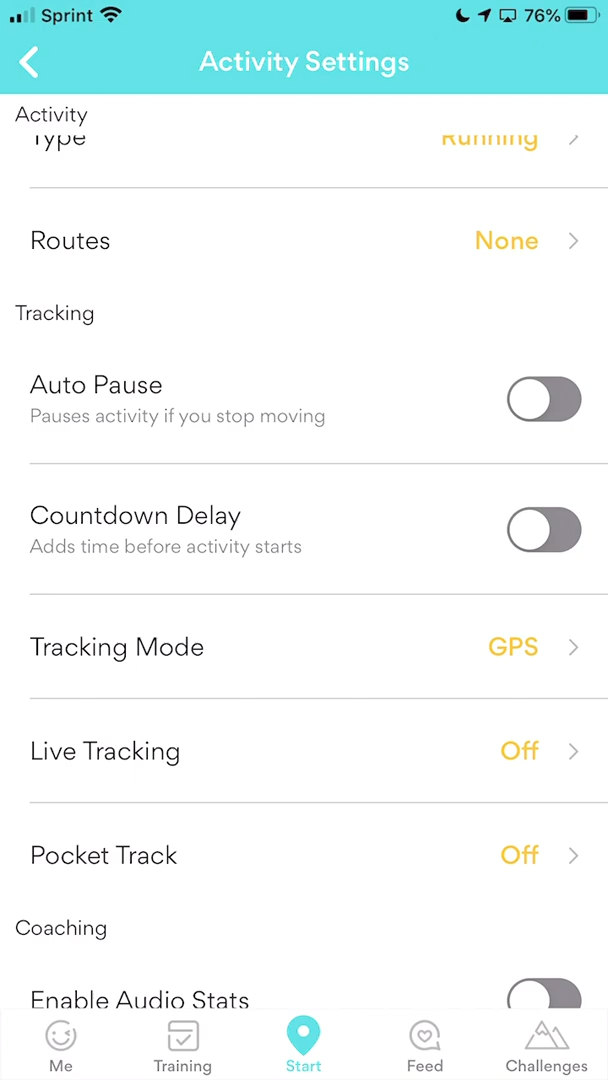 Sprint 76%
Activity Settings
Activity
Type Running
Routes None
Tracking
Auto Pause
Pauses activity if you stop moving
Countdown Delay
Adds time before activity starts
Tracking Mode GPS
Live Tracking Off
Pocket Track Off
Coaching
Enable Audio Stats
Me Training Start Feed Challenges